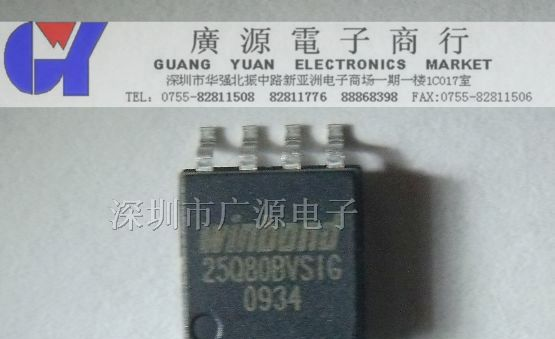 廣源電子商行
GUANG YUAN ELECTRONICS MARKET
深圳市华强北振中路新亚洲电子商场一期一楼1C017室
TEL: 0755-82811508 82811776 88868398 FAX:0755-82811506
深圳市广源电子
winbond
25Q80BVSIG
0934